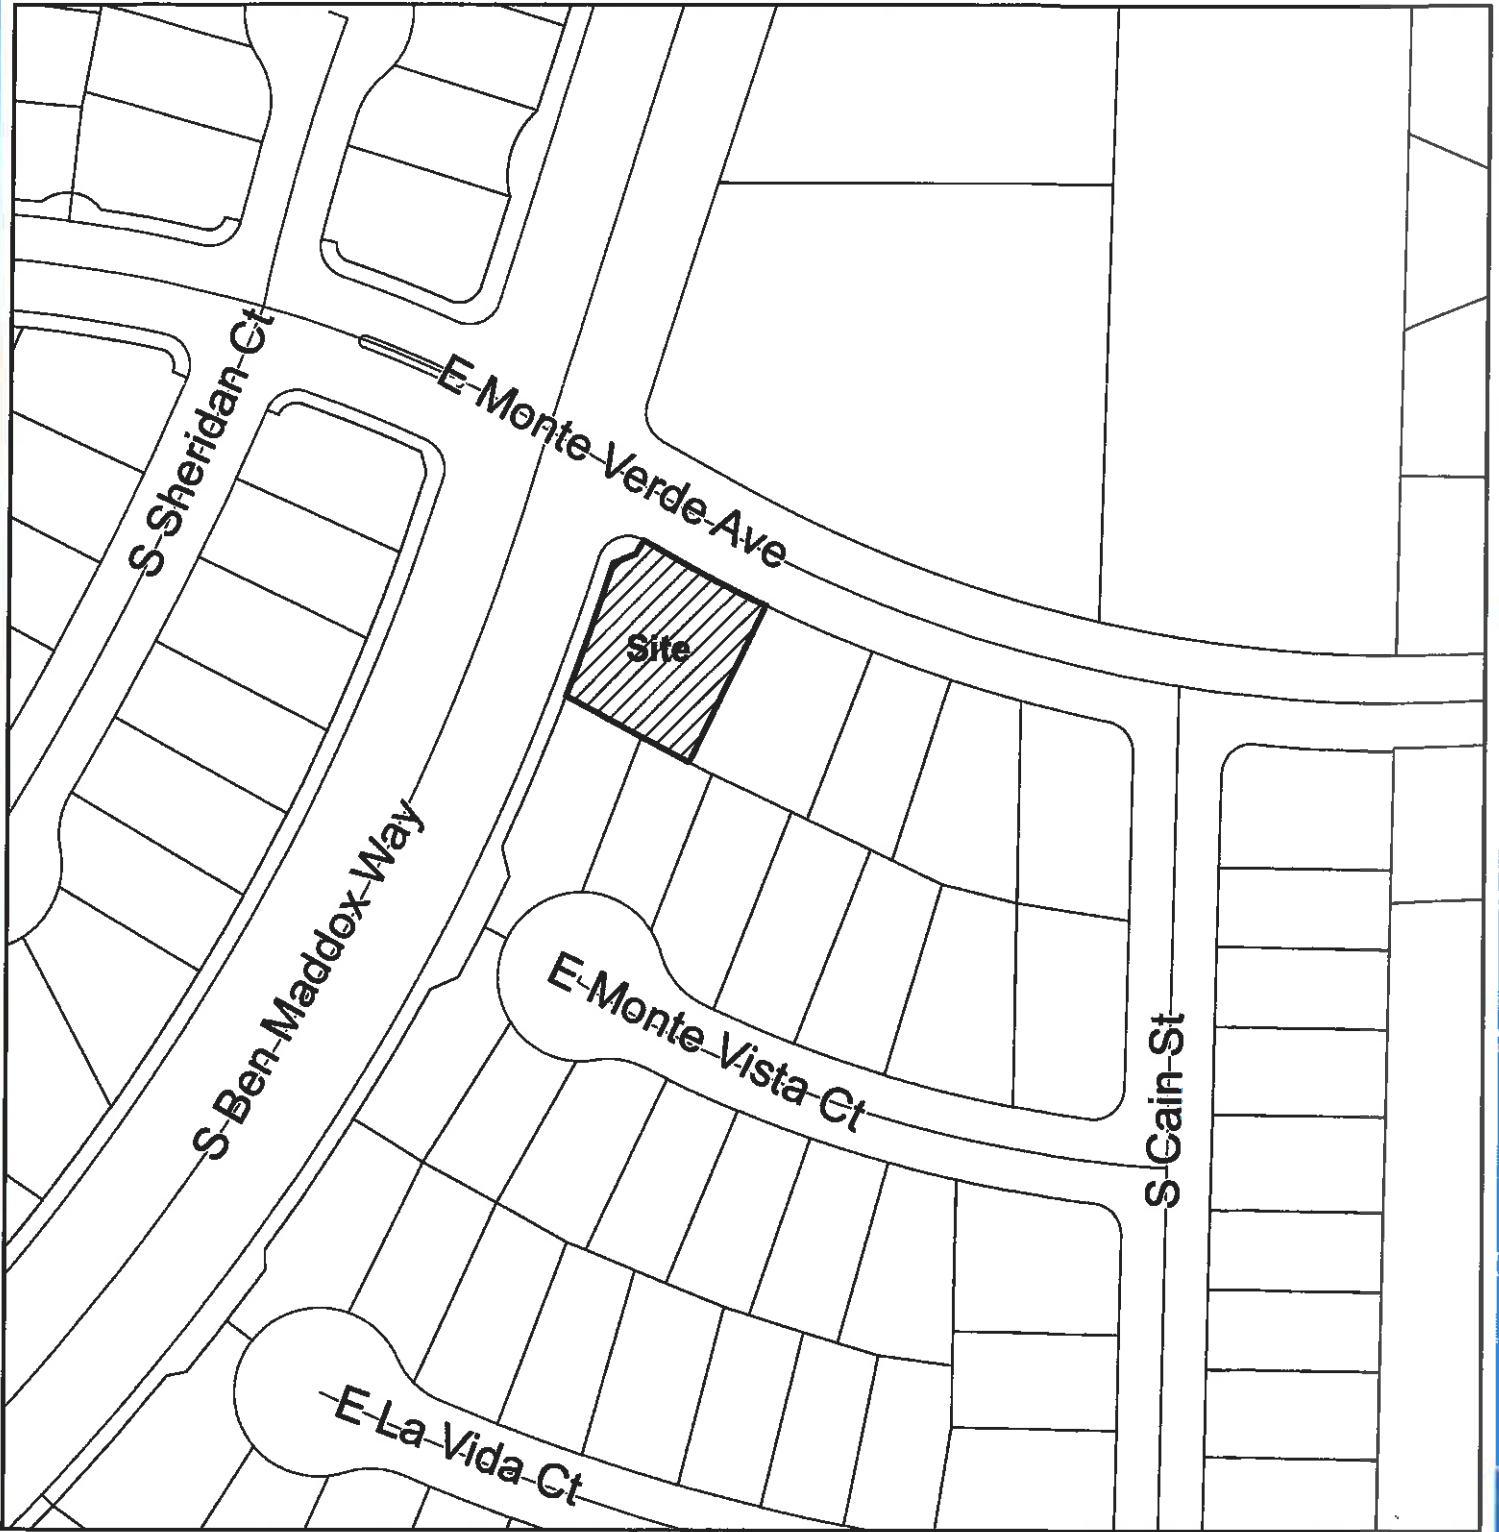 S Sheridan Ct
E Monte Verde Ave
Site
S Ben Maddox Way
E Monte Vista Ct
S Cain St
E La Vida Ct